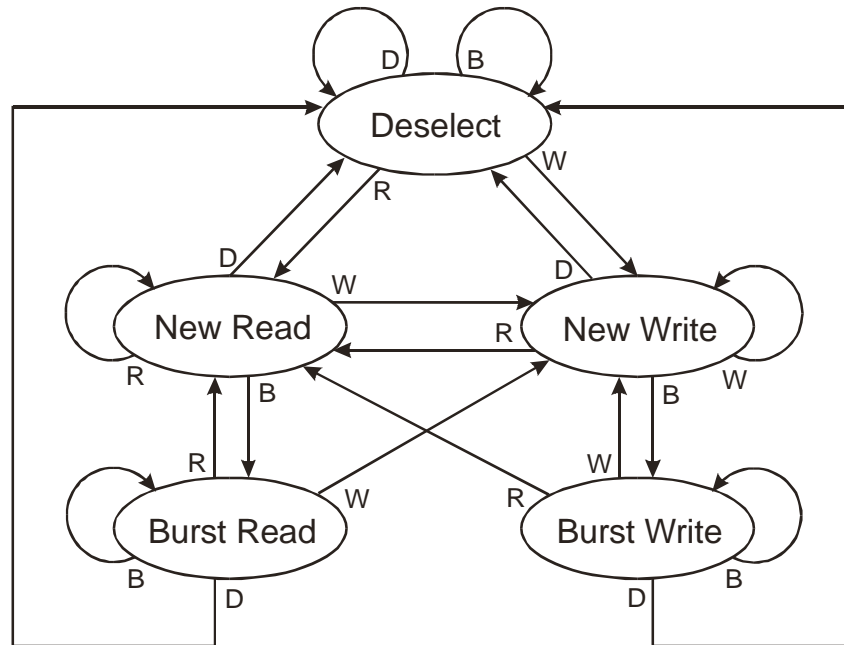 D B
Deselect
R W
D D
W
New Read New Write
R
R B B W
R W R W
Burst Read Burst Write
B D D B